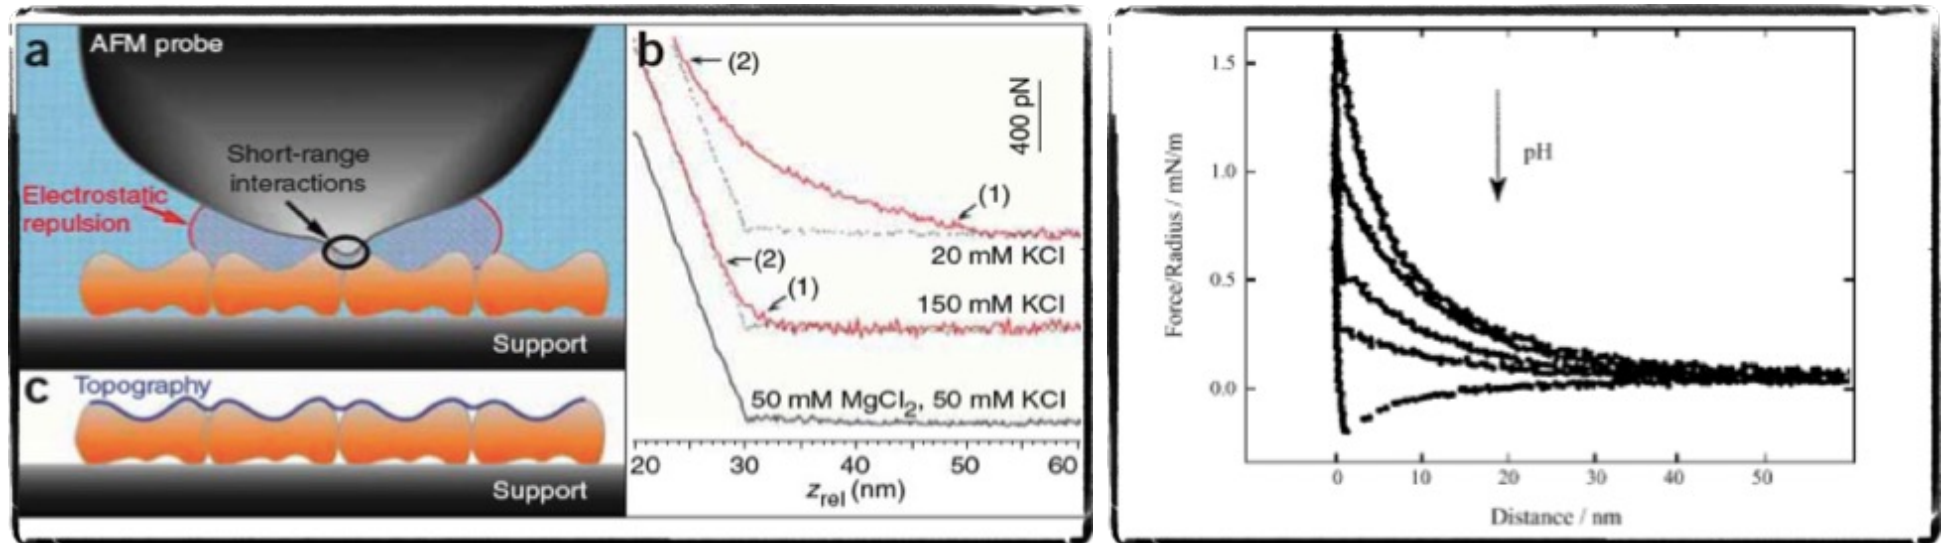 a
AFM probe
Short-range
interactions
Electrostatic
repulsion
Support
c
Topography
Support
b
(2)
400 pN
(1)
20 mM KCl
(2)
(1)
150 mM KCl
50 mM MgCl2, 50 mM KCl
20 30 40 50 60
zrel (nm)
1.5
1.0
0.5
0.0
Force/Radius / mN/m
pH
0 10 20 30 40 50
Distance / nm